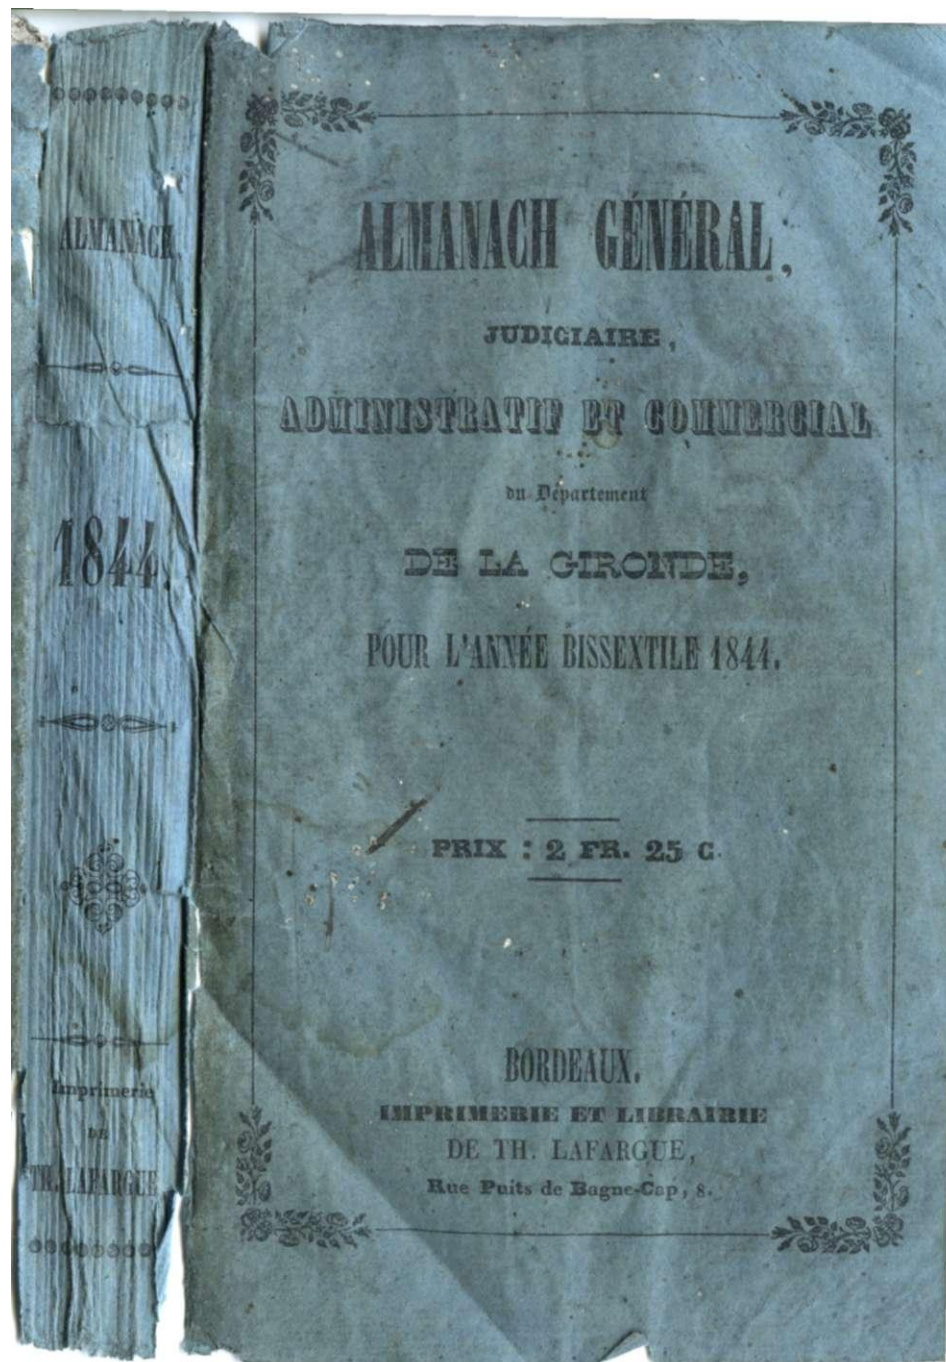 ALMANACH
1844.
Imprimerie
DE
TH. LAFARGUE
ALMANACH GÉNÉRAL,
JUDICIAIRE,
ADMINISTRATIF ET COMMERCIAL
du Département
DE LA GIRONDE,
POUR L'ANNÉE BISSEXTILE 1844.
PRIX : 2 FR. 25 C.
BORDEAUX.
IMPRIMERIE ET LIBRAIRIE
DE TH. LAFARGUE,
Rue Puits de Bagne-Cap, 8.